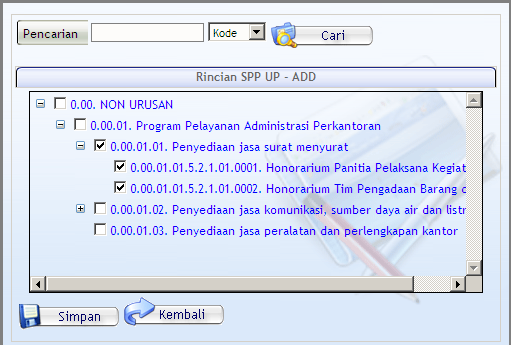 Pencarian Kode Cari
Rincian SPP UP - ADD
0.00. NON URUSAN
0.00.01. Program Pelayanan Administrasi Perkantoran
0.00.01.01. Penyediaan jasa surat menyurat
0.00.01.01.5.2.1.01.0001. Honorarium Panitia Pelaksana Kegiat
0.00.01.01.5.2.1.01.0002. Honorarium Tim Pengadaan Barang d
0.00.01.02. Penyediaan jasa komunikasi, sumber daya air dan listr
0.00.01.03. Penyediaan jasa peralatan dan perlengkapan kantor
Simpan Kembali